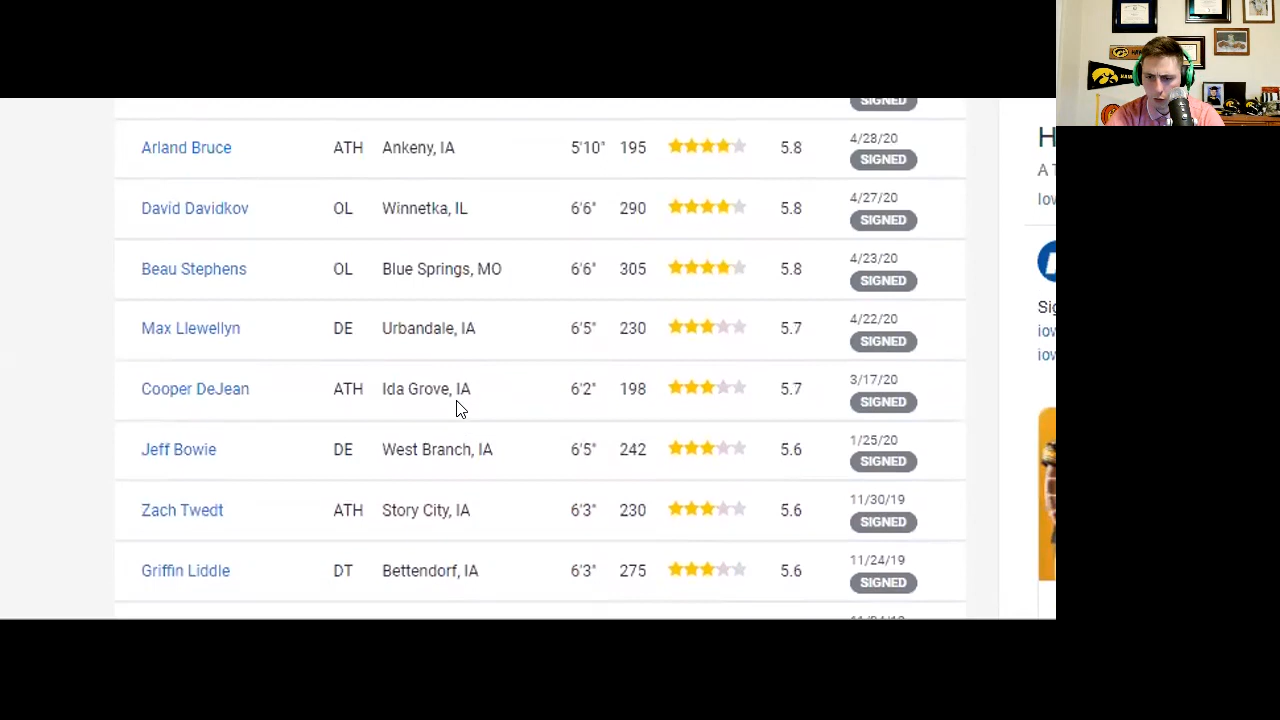 SIGNED
Arland Bruce ATH Ankeny, IA 5'10" 195 5.8 4/28/20 SIGNED
David Davidkov OL Winnetka, IL 6'6" 290 5.8 4/27/20 SIGNED
Beau Stephens OL Blue Springs, MO 6'6" 305 5.8 4/23/20 SIGNED
Max Llewellyn DE Urbandale, IA 6'5" 230 5.7 4/22/20 SIGNED
Cooper DeJean ATH Ida Grove, IA 6'2" 198 5.7 3/17/20 SIGNED
Jeff Bowie DE West Branch, IA 6'5" 242 5.6 1/25/20 SIGNED
Zach Twedt ATH Story City, IA 6'3" 230 5.6 11/30/19 SIGNED
Griffin Liddle DT Bettendorf, IA 6'3" 275 5.6 11/24/19 SIGNED
H
A T
Iow
Sig
iow
iow